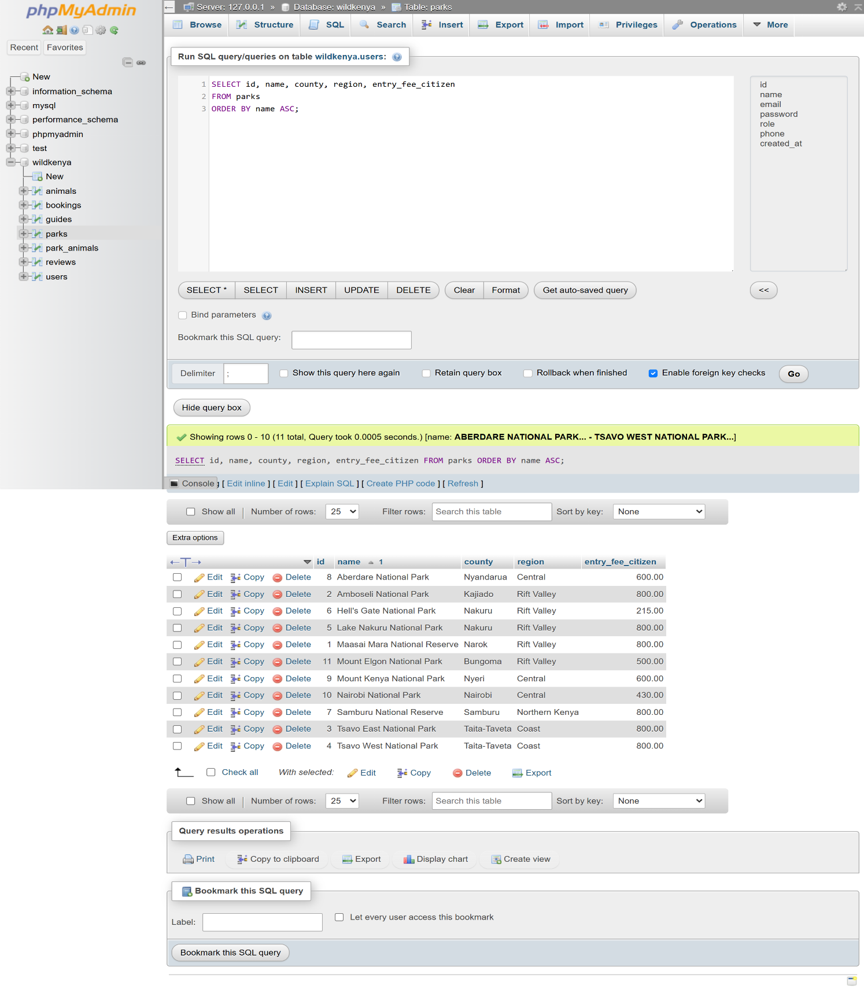 phpMyAdmin
Recent Favorites
New
information_schema
mysql
performance_schema
phpmyadmin
test
wildkenya
New
animals
bookings
guides
parks
park_animals
reviews
users
Server: 127.0.0.1 » Database: wildkenya » Table: parks
Browse Structure SQL Search Insert Export Import Privileges Operations More
Run SQL query/queries on table wildkenya.users:
1 SELECT id, name, county, region, entry_fee_citizen
2 FROM parks
3 ORDER BY name ASC;
id
name
email
password
role
phone
created_at
SELECT * SELECT INSERT UPDATE DELETE Clear Format Get auto-saved query <<
Bind parameters
Bookmark this SQL query:
Delimiter ; Show this query here again Retain query box Rollback when finished Enable foreign key checks Go
Hide query box
Showing rows 0 - 10 (11 total, Query took 0.0005 seconds.) [name: ABERDARE NATIONAL PARK... - TSAVO WEST NATIONAL PARK...]
SELECT id, name, county, region, entry_fee_citizen FROM parks ORDER BY name ASC;
Console [ Edit inline ] [ Edit ] [ Explain SQL ] [ Create PHP code ] [ Refresh ]
Show all | Number of rows: 25 Filter rows: Search this table Sort by key: None
Extra options
id name 1 county region entry_fee_citizen
Edit Copy Delete 8 Aberdare National Park Nyandarua Central 600.00
Edit Copy Delete 2 Amboseli National Park Kajiado Rift Valley 800.00
Edit Copy Delete 6 Hell's Gate National Park Nakuru Rift Valley 215.00
Edit Copy Delete 5 Lake Nakuru National Park Nakuru Rift Valley 800.00
Edit Copy Delete 1 Maasai Mara National Reserve Narok Rift Valley 800.00
Edit Copy Delete 11 Mount Elgon National Park Bungoma Rift Valley 500.00
Edit Copy Delete 9 Mount Kenya National Park Nyeri Central 600.00
Edit Copy Delete 10 Nairobi National Park Nairobi Central 430.00
Edit Copy Delete 7 Samburu National Reserve Samburu Northern Kenya 800.00
Edit Copy Delete 3 Tsavo East National Park Taita-Taveta Coast 800.00
Edit Copy Delete 4 Tsavo West National Park Taita-Taveta Coast 800.00
Check all With selected: Edit Copy Delete Export
Show all | Number of rows: 25 Filter rows: Search this table Sort by key: None
Query results operations
Print Copy to clipboard Export Display chart Create view
Bookmark this SQL query
Label: Let every user access this bookmark
Bookmark this SQL query